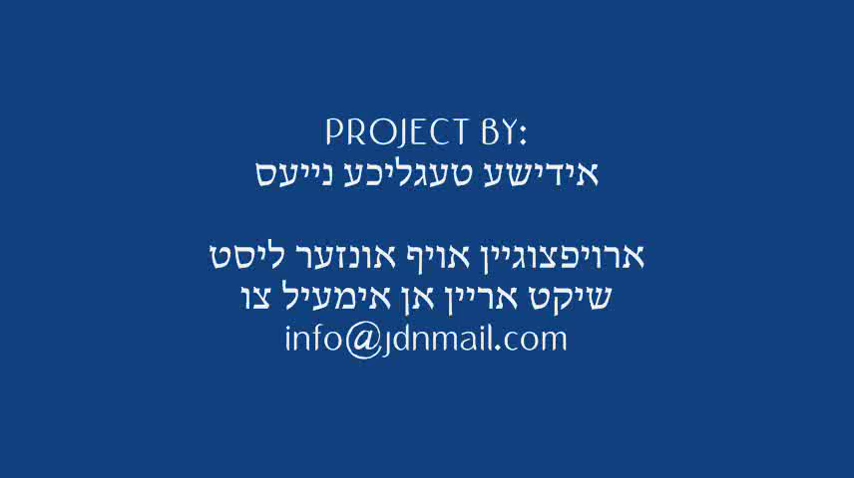 PROJECT BY:
אידישע טעגליכע נייעס
ארויפצוגיין אויף אונזער ליסט
שיקט אריין אן אימעיל צו
info@jdnmail.com